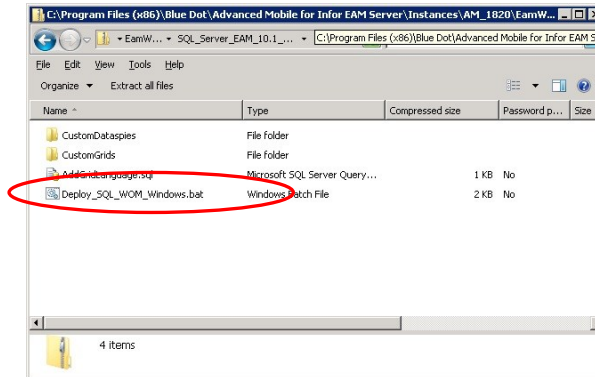 C:\Program Files (x86)\Blue Dot\Advanced Mobile for Infor EAM Server\Instances\AM_1820\EamW...
EamW... SQL_Server_EAM_10.1_... C:\Program Files (x86)\Blue Dot\Advanced Mobile for Infor EAM S
File Edit View Tools Help
Organize Extract all files
Name Type Compressed size Password p... Size
CustomDataspies File folder
CustomGrids File folder
AddGridLanguage.sql Microsoft SQL Server Query... 1 KB No
Deploy_SQL_WOM_Windows.bat Windows Batch File 2 KB No
4 items